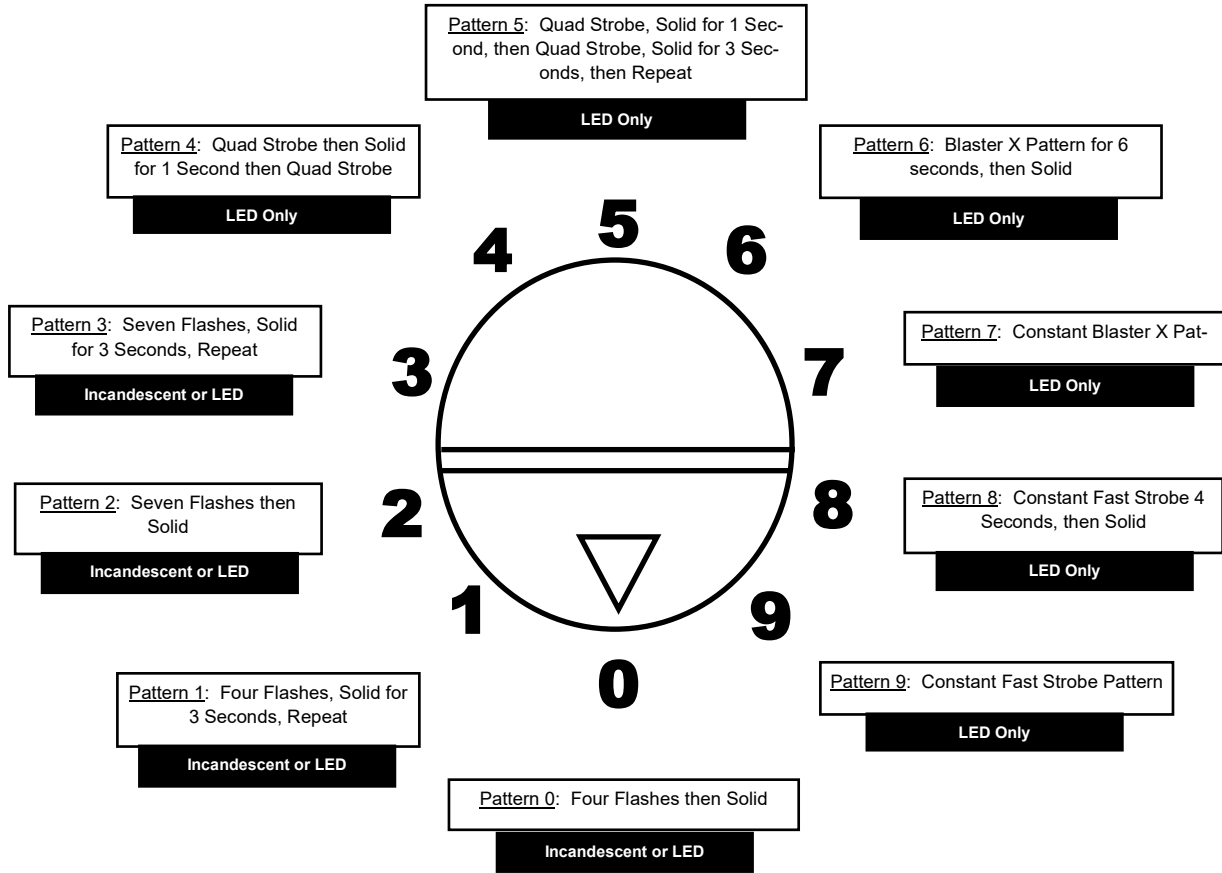 Pattern 5:  Quad Strobe, Solid for 1 Sec-
ond, then Quad Strobe, Solid for 3 Sec-
onds, then Repeat
LED Only
Pattern 4:  Quad Strobe then Solid
for 1 Second then Quad Strobe
LED Only
Pattern 6:  Blaster X Pattern for 6
seconds, then Solid
LED Only
5
4
6
Pattern 3:  Seven Flashes, Solid
for 3 Seconds, Repeat
Incandescent or LED
3
7
Pattern 7:  Constant Blaster X Pat-
LED Only
Pattern 2:  Seven Flashes then
Solid
Incandescent or LED
2
8
Pattern 8:  Constant Fast Strobe 4
Seconds, then Solid
LED Only
1
9
0
Pattern 1:  Four Flashes, Solid for
3 Seconds, Repeat
Incandescent or LED
Pattern 9:  Constant Fast Strobe Pattern
LED Only
Pattern 0:  Four Flashes then Solid
Incandescent or LED